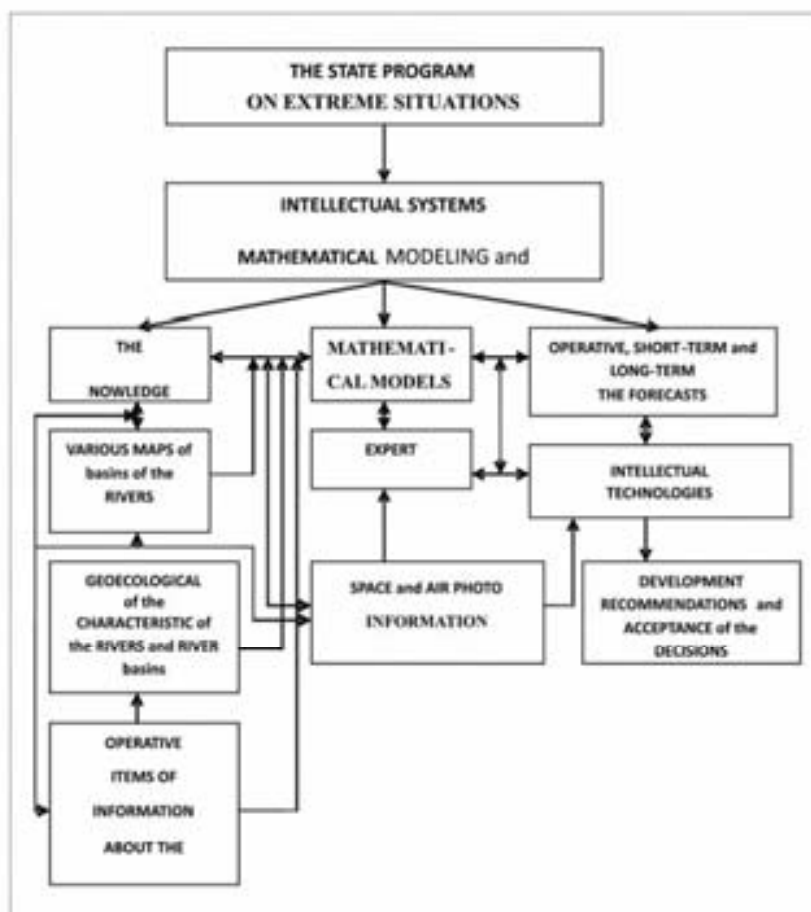 THE STATE PROGRAM
ON EXTREME SITUATIONS
INTELLECTUAL SYSTEMS
MATHEMATICAL MODELING and
THE
NOWLEDGE
MATHEMATI-
CAL MODELS
OPERATIVE, SHORT-TERM and
LONG-TERM
THE FORECASTS
VARIOUS MAPS of
basins of the
RIVERS
EXPERT
INTELLECTUAL
TECHNOLOGIES
GEOECOLOGICAL
of the
CHARACTERISTIC of
the RIVERS and RIVER
basins
SPACE and AIR PHOTO
INFORMATION
DEVELOPMENT
RECOMMENDATIONS and
ACCEPTANCE of the
DECISIONS
OPERATIVE
ITEMS OF
INFORMATION
ABOUT THE